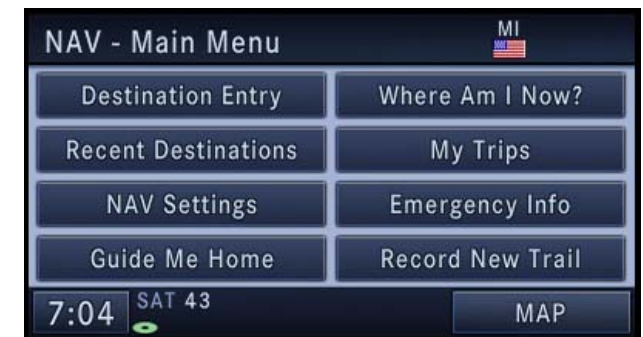 NAV - Main Menu
MI
Destination Entry
Where Am I Now?
Recent Destinations
My Trips
NAV Settings
Emergency Info
Guide Me Home
Record New Trail
7:04
SAT 43
MAP